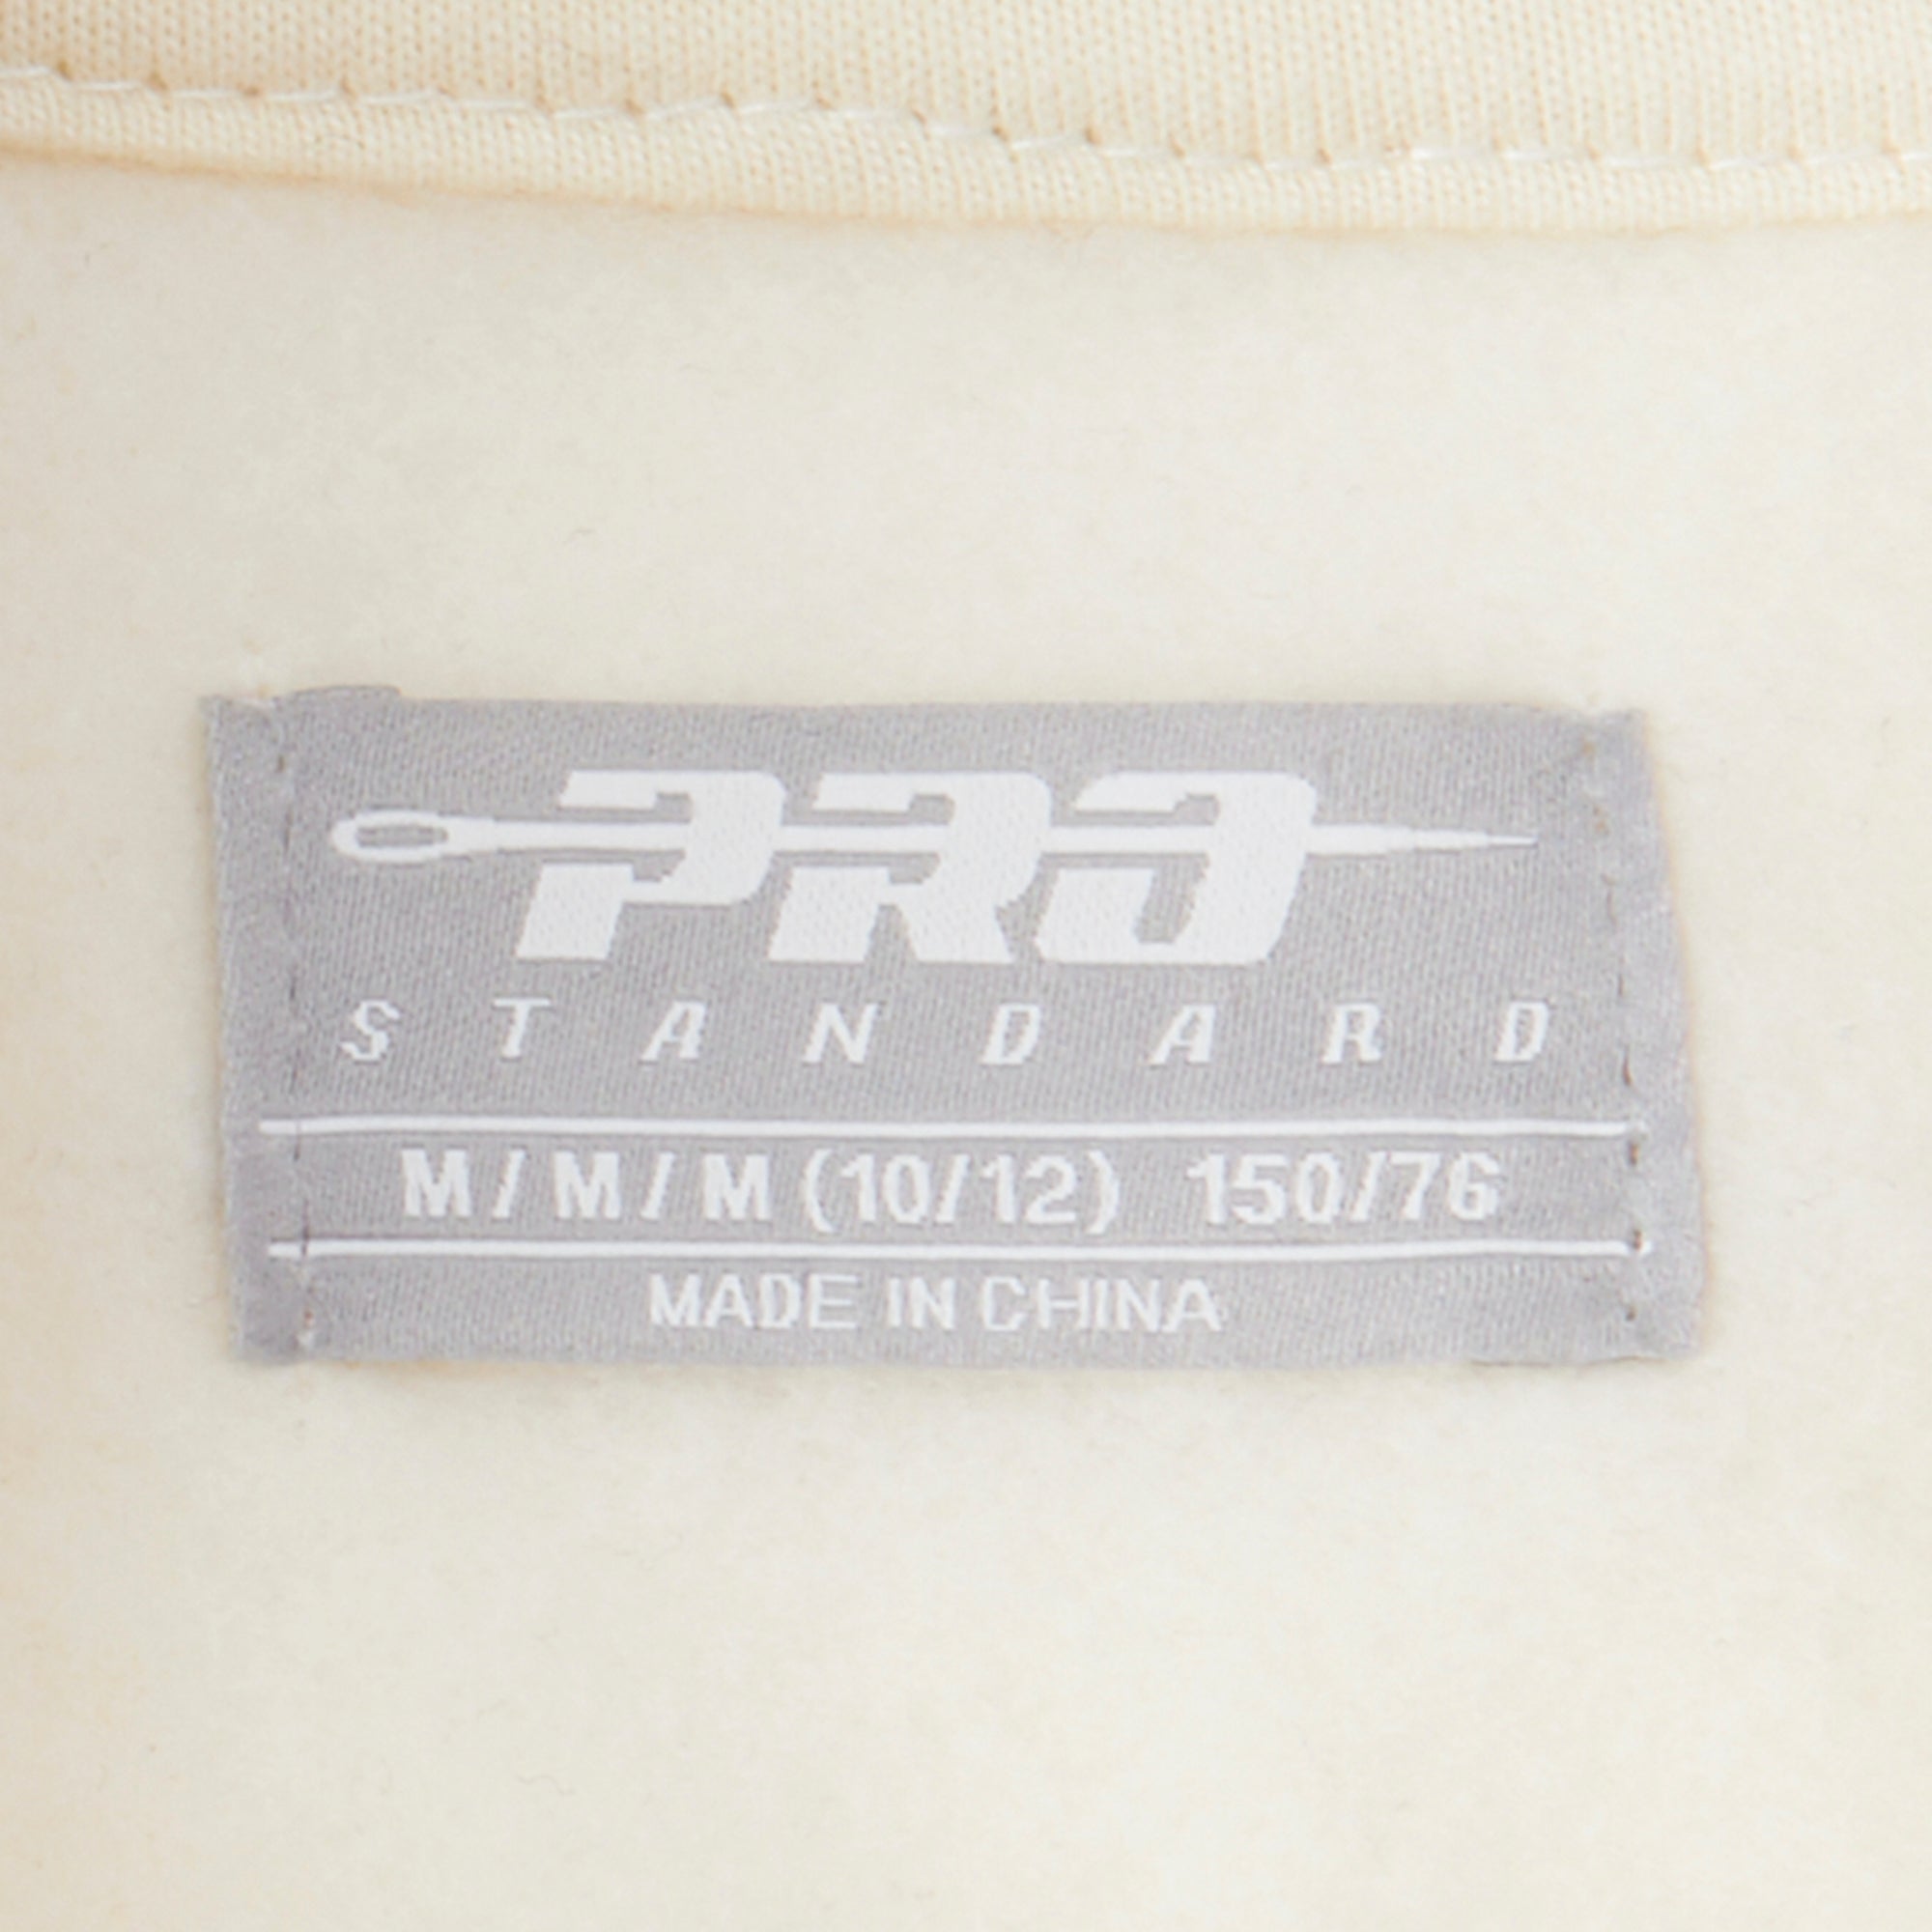 PRO
STANDARD
M/M/M (10/12) 150/76
MADE IN CHINA